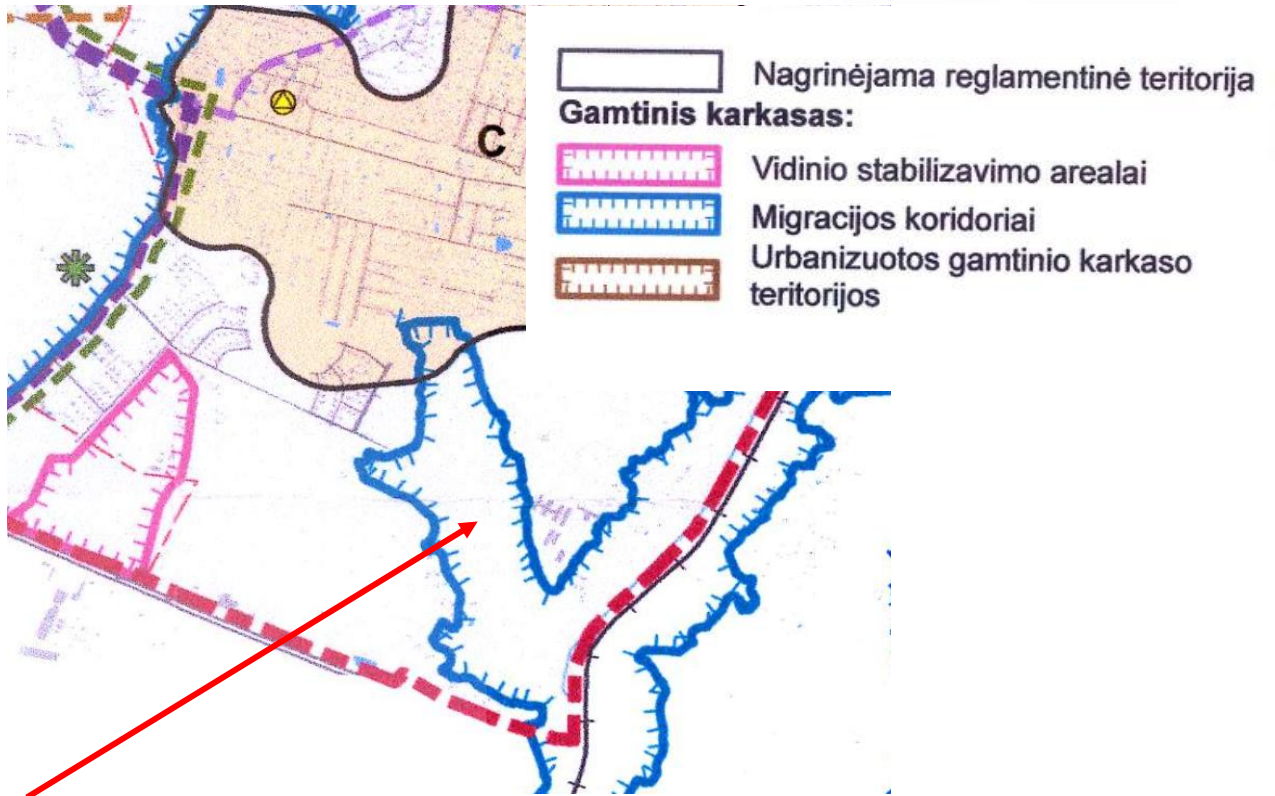 C
Nagrinėjama reglamentinė teritorija
Gamtinis karkasas:
Vidinio stabilizavimo arealai
Migracijos koridoriai
Urbanizuotos gamtinio karkaso
teritorijos